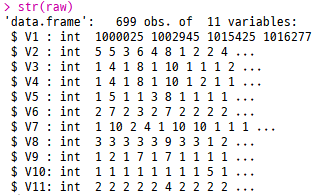 > str(raw)
'data.frame':   699 obs. of  11 variables:
 $ V1 : int  1000025 1002945 1015425 1016277
 $ V2 : int  5 5 3 6 4 8 1 2 2 4 ...
 $ V3 : int  1 4 1 8 1 10 1 1 1 2 ...
 $ V4 : int  1 4 1 8 1 10 1 2 1 1 ...
 $ V5 : int  1 5 1 1 3 8 1 1 1 1 ...
 $ V6 : int  2 7 2 3 2 7 2 2 2 2 ...
 $ V7 : int  1 10 2 4 1 10 10 1 1 1 ...
 $ V8 : int  3 3 3 3 3 9 3 3 1 2 ...
 $ V9 : int  1 2 1 7 1 7 1 1 1 1 ...
 $ V10: int  1 1 1 1 1 1 1 1 5 1 ...
 $ V11: int  2 2 2 2 2 4 2 2 2 2 ...